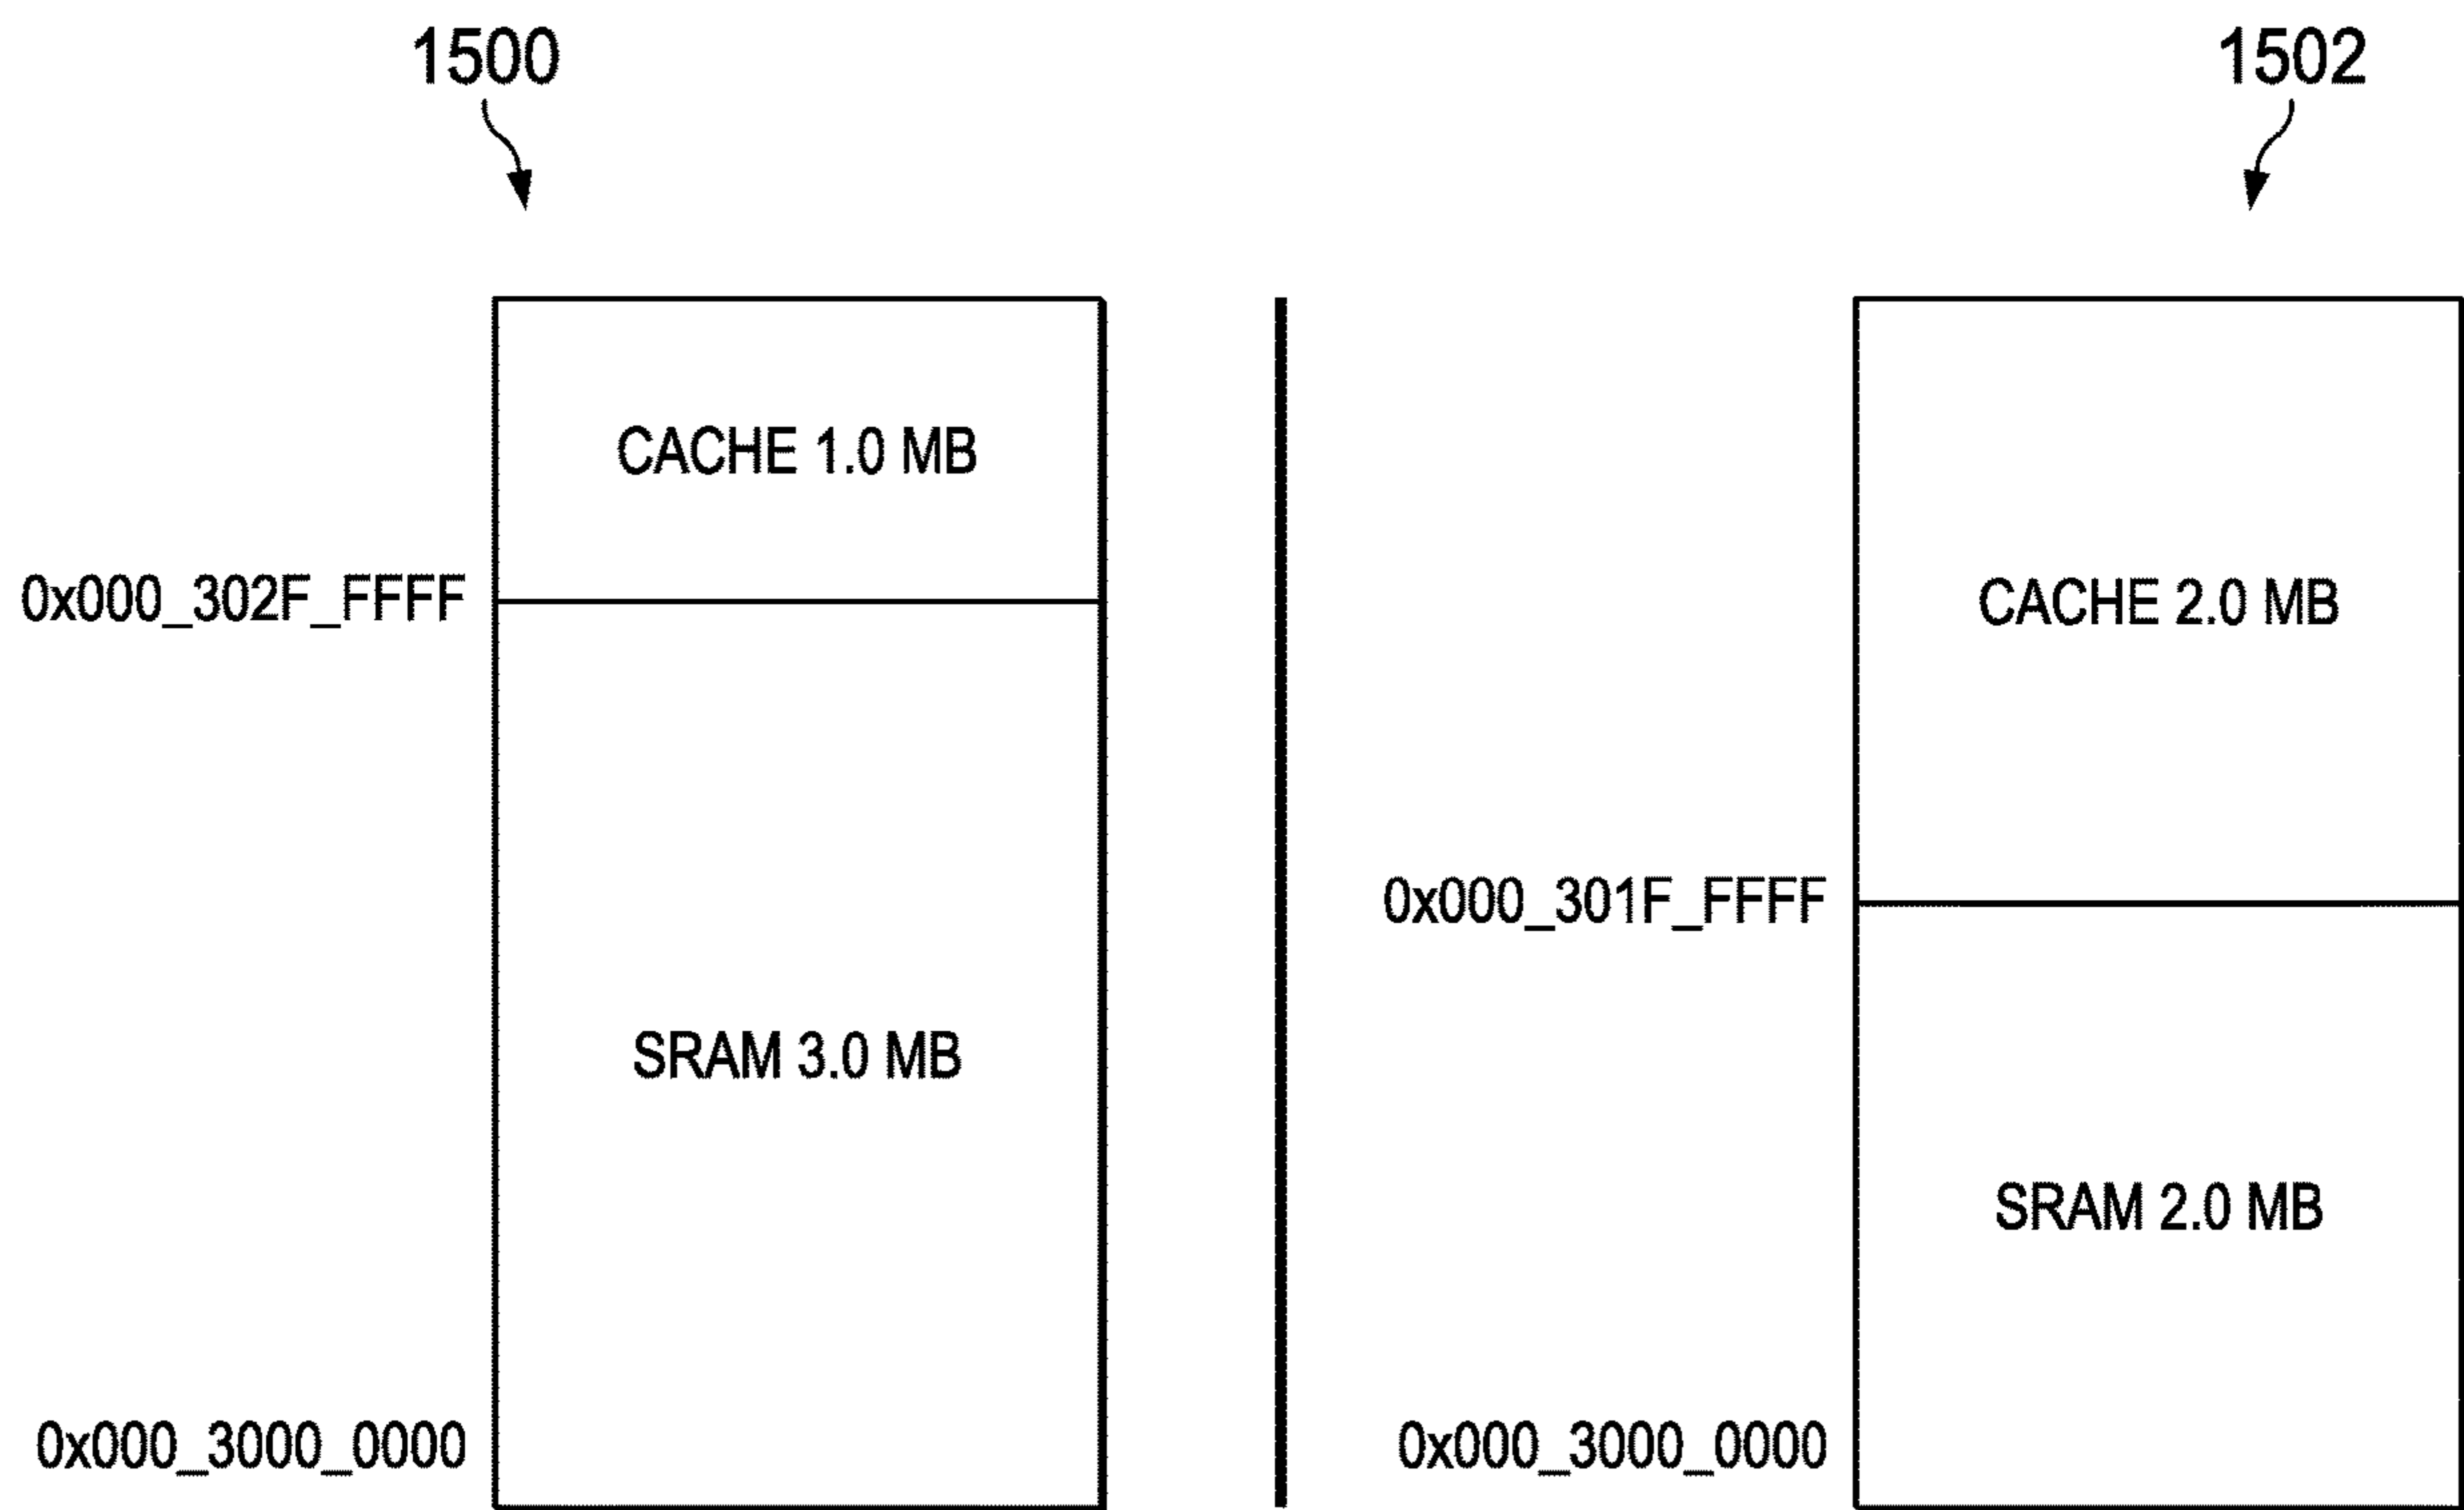 1500
CACHE 1.0 MB
0x000_302F_FFFF
SRAM 3.0 MB
0x000_3000_0000
1502
CACHE 2.0 MB
0x000_301F_FFFF
SRAM 2.0 MB
0x000_3000_0000